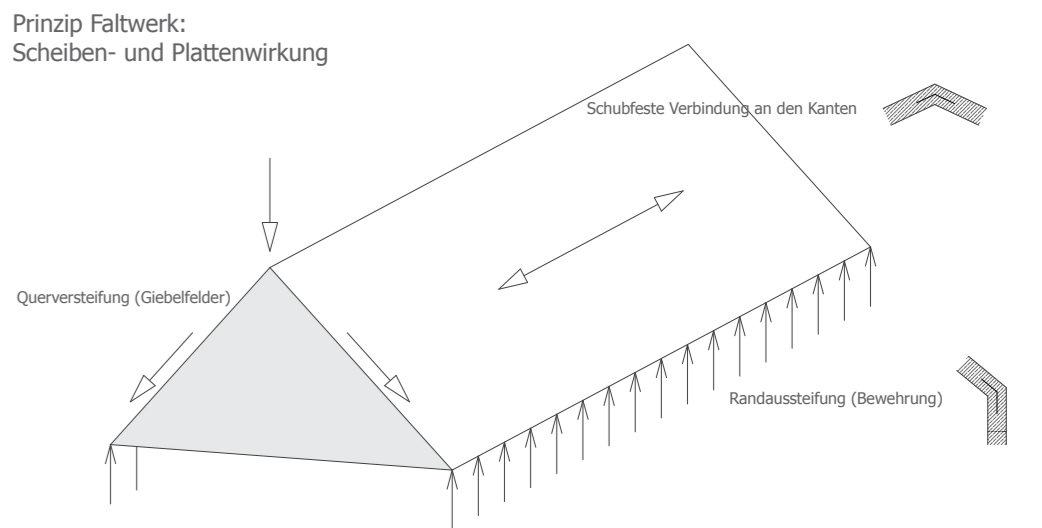 Prinzip Faltwerk:
Scheiben- und Plattenwirkung
Schubfeste Verbindung an den Kanten
Querversteifung (Giebelfelder)
Randaussteifung (Bewehrung)